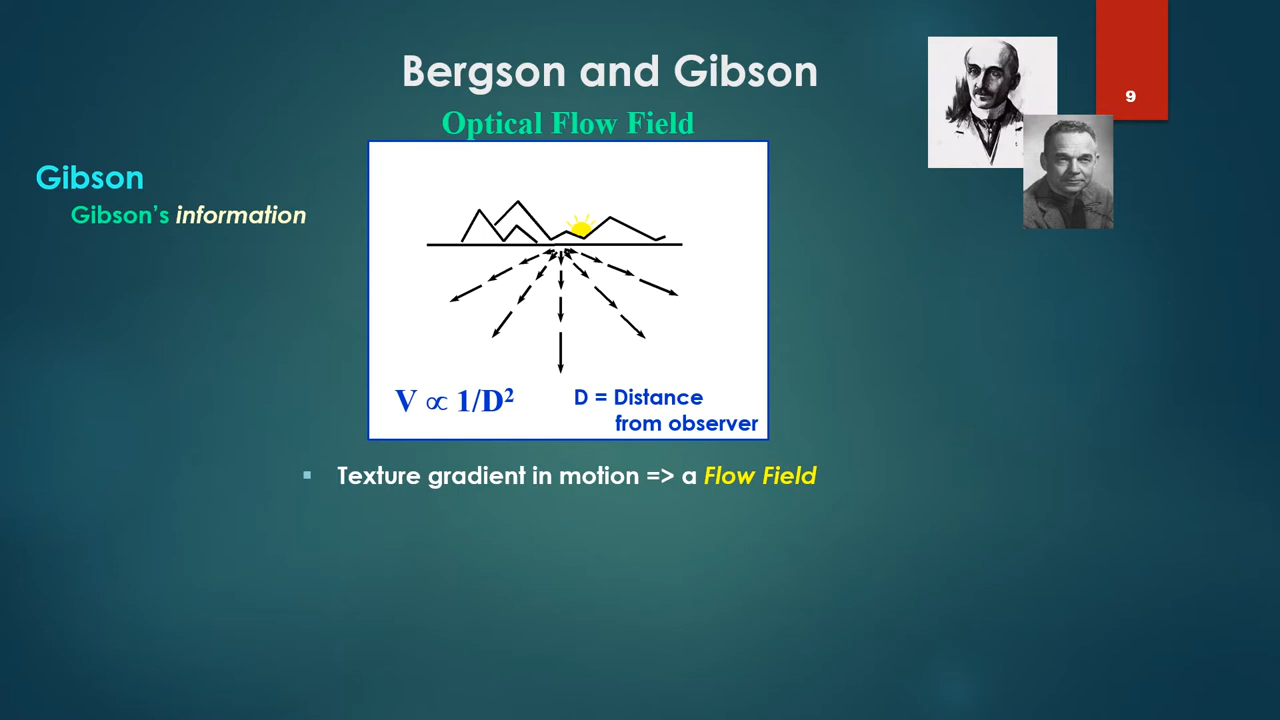 Bergson and Gibson
9
Optical Flow Field
Gibson
Gibson's information
V ∝ 1/D²
D = Distance
from observer
▪ Texture gradient in motion => a Flow Field